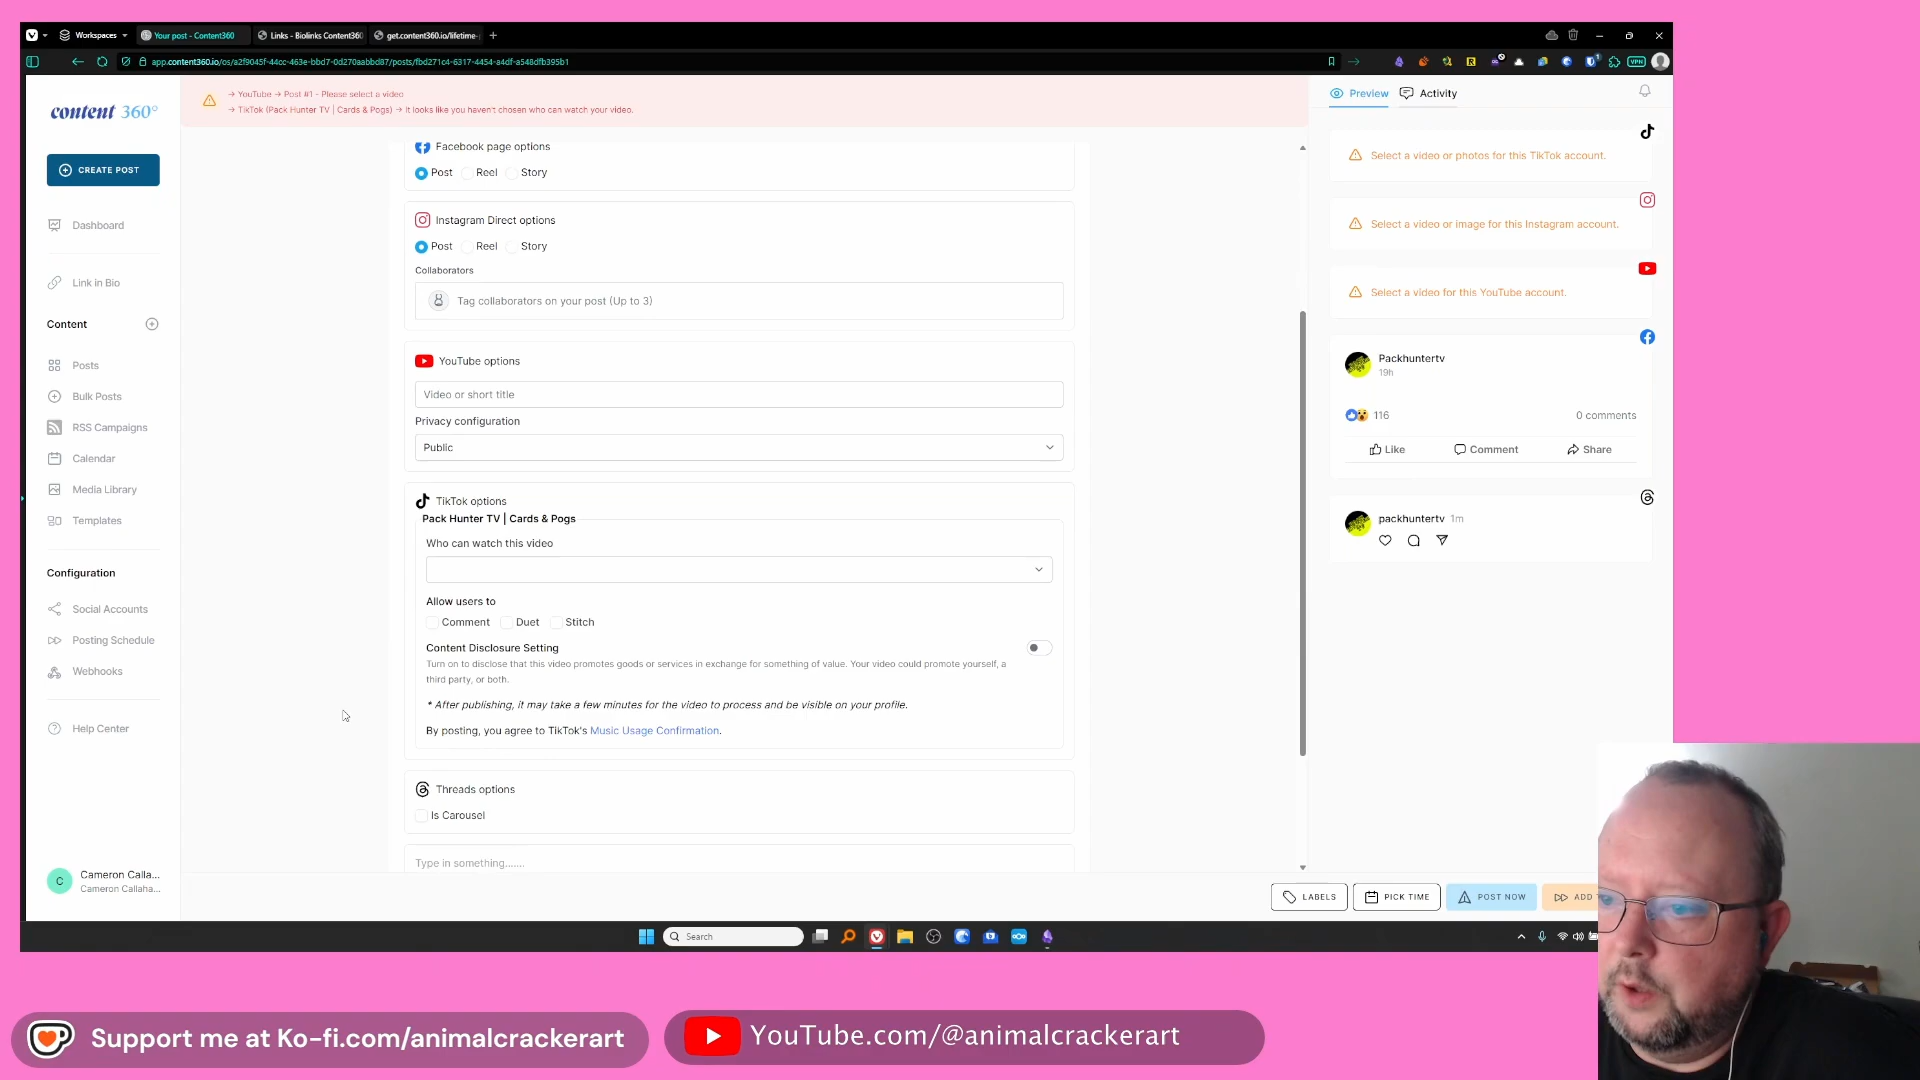 Workspaces
Your post - Content360
Links - Biolinks Content360
get.content360.io/lifetime-
app.content360.io/os/a2f9045f-44cc-463e-bbd7-0d270aabbd87/posts/fbd271c4-6317-4454-a4df-a548dfb395b1
VPN
content 360°
CREATE POST
Dashboard
Link in Bio
Content
Posts
Bulk Posts
RSS Campaigns
Calendar
Media Library
Templates
Configuration
Social Accounts
Posting Schedule
Webhooks
Help Center
C
Cameron Calla...
Cameron Callaha...
→ YouTube → Post #1 - Please select a video
→ TikTok (Pack Hunter TV | Cards & Pogs) → It looks like you haven't chosen who can watch your video.
Facebook page options
Post Reel Story
Instagram Direct options
Post Reel Story
Collaborators
Tag collaborators on your post (Up to 3)
YouTube options
Video or short title
Privacy configuration
Public
TikTok options
Pack Hunter TV | Cards & Pogs
Who can watch this video
Allow users to
Comment Duet Stitch
Content Disclosure Setting
Turn on to disclose that this video promotes goods or services in exchange for something of value. Your video could promote yourself, a
third party, or both.
* After publishing, it may take a few minutes for the video to process and be visible on your profile.
By posting, you agree to TikTok's Music Usage Confirmation.
Threads options
Is Carousel
Type in something.......
LABELS
PICK TIME
POST NOW
ADD
Preview
Activity
Select a video or photos for this TikTok account.
Select a video or image for this Instagram account.
Select a video for this YouTube account.
Packhuntertv
19h
116
0 comments
Like
Comment
Share
packhuntertv 1m
Search
Support me at Ko-fi.com/animalcrackerart
YouTube.com/@animalcrackerart